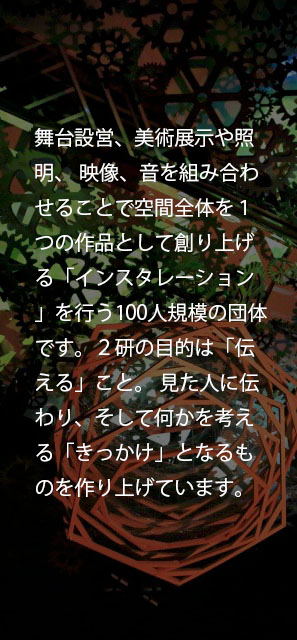 舞台設営、美術展示や照
明、 映像、音を組み合わ
せることで空間全体を１
つの作品として創り上げ
る「インスタレーション
」を行う100人規模の団体
です。２研の目的は「伝
える」こと。 見た人に伝
わり、そして何かを考え
る「きっかけ」となるも
のを作り上げています。